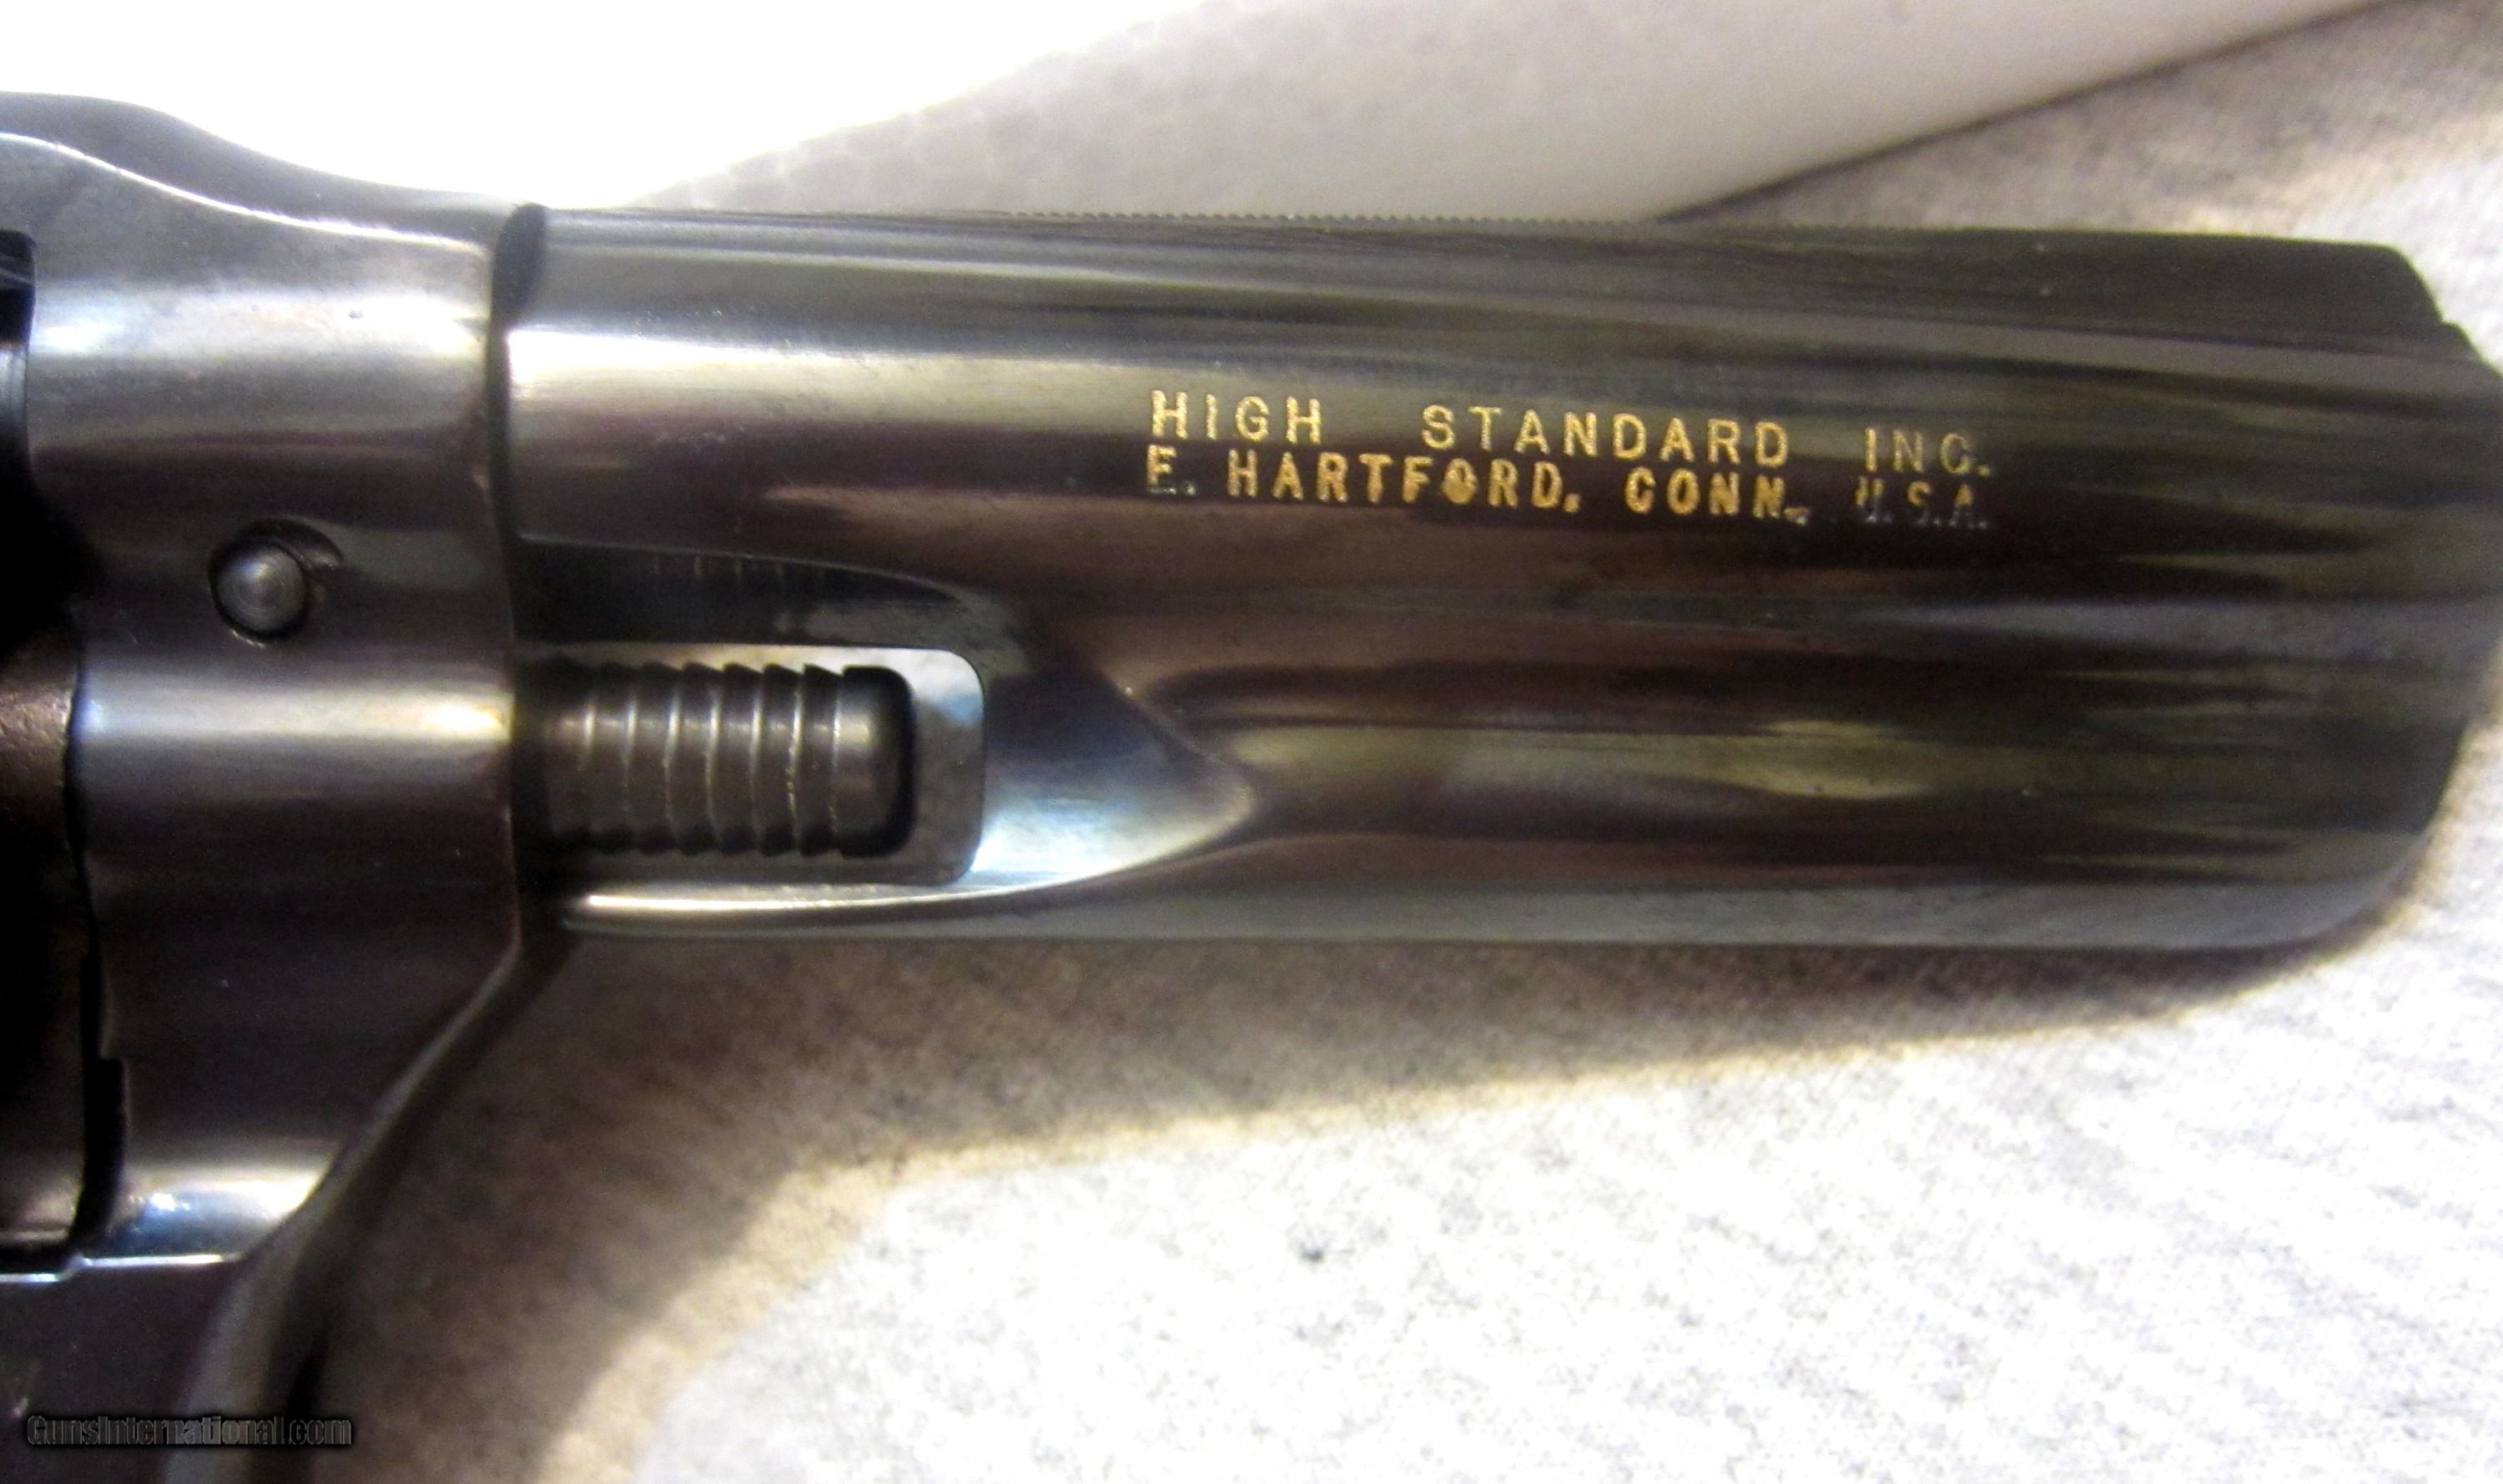 HIGH STANDARD INC.
E. HARTFORD, CONN. U.S.A.
GunsInternational.com